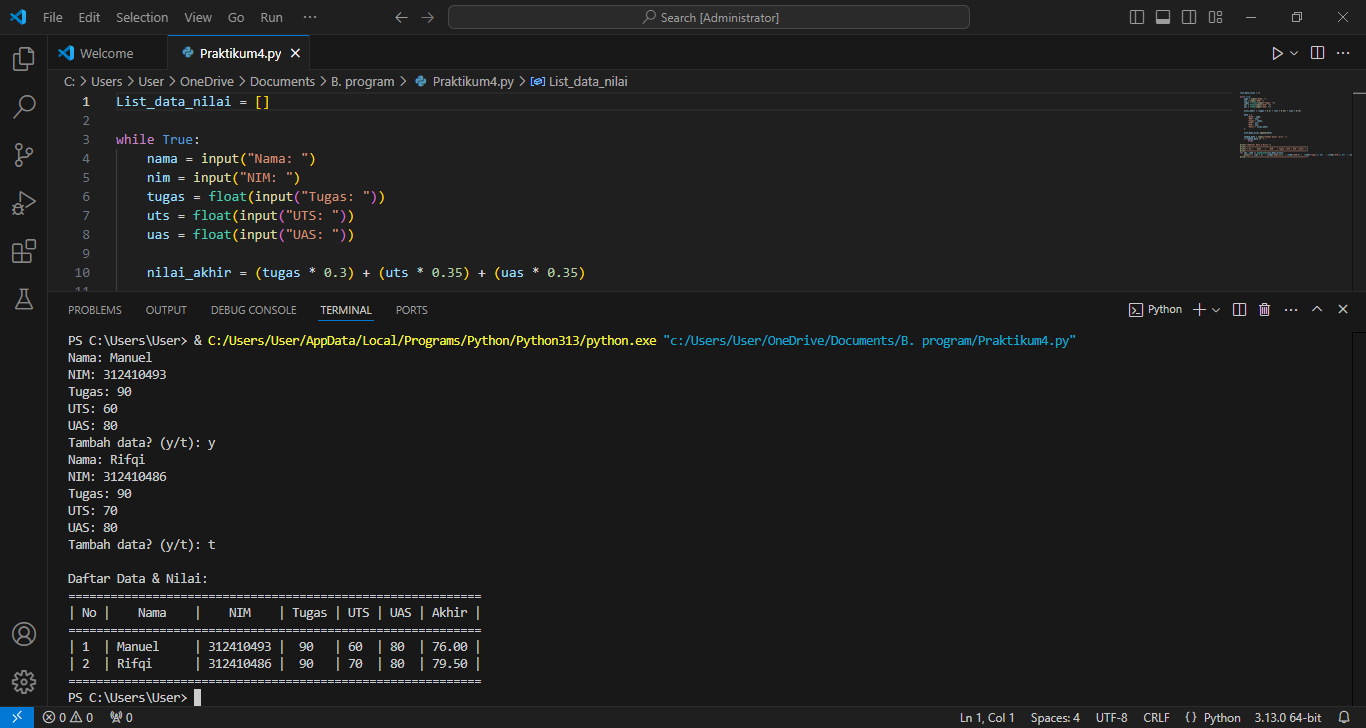 File Edit Selection View Go Run ··· Search [Administrator]
Welcome Praktikum4.py
C: > Users > User > OneDrive > Documents > B. program > Praktikum4.py > List_data_nilai
1 List_data_nilai = []
2
3 while True:
4 nama = input("Nama: ")
5 nim = input("NIM: ")
6 tugas = float(input("Tugas: "))
7 uts = float(input("UTS: "))
8 uas = float(input("UAS: "))
9
10 nilai_akhir = (tugas * 0.3) + (uts * 0.35) + (uas * 0.35)
11
PROBLEMS OUTPUT DEBUG CONSOLE TERMINAL PORTS Python
PS C:\Users\User> & C:/Users/User/AppData/Local/Programs/Python/Python313/python.exe "c:/Users/User/OneDrive/Documents/B. program/Praktikum4.py"
Nama: Manuel
NIM: 312410493
Tugas: 90
UTS: 60
UAS: 80
Tambah data? (y/t): y
Nama: Rifqi
NIM: 312410486
Tugas: 90
UTS: 70
UAS: 80
Tambah data? (y/t): t
Daftar Data & Nilai:
===========================================================
| No |    Nama    |    NIM    | Tugas | UTS | UAS | Akhir |
===========================================================
| 1  | Manuel     | 312410493 |  90   | 60  | 80  | 76.00 |
| 2  | Rifqi      | 312410486 |  90   | 70  | 80  | 79.50 |
===========================================================
PS C:\Users\User>
0 0 0 Ln 1, Col 1 Spaces: 4 UTF-8 CRLF {} Python 3.13.0 64-bit